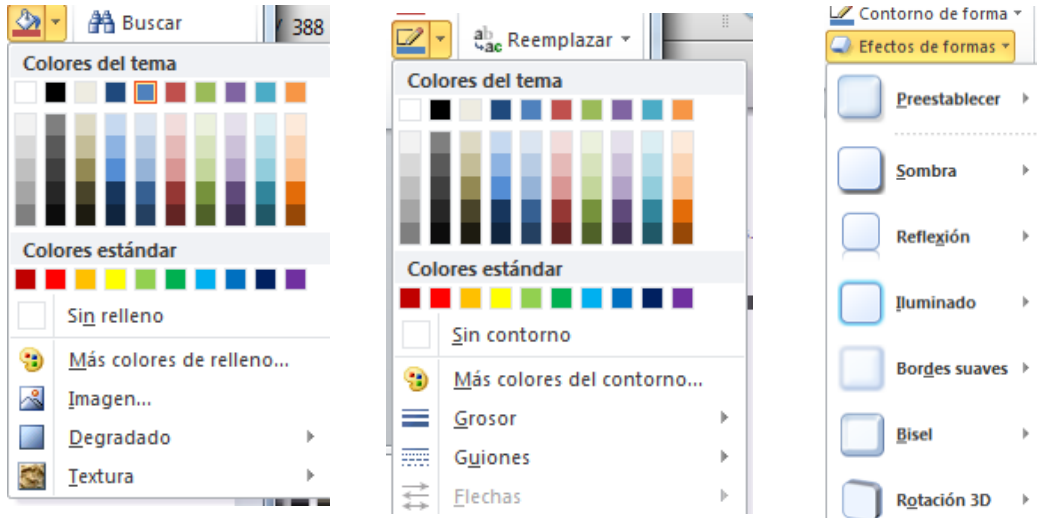 Buscar
388
Colores del tema
Colores estándar
Sin relleno
Más colores de relleno...
Imagen...
Degradado
Textura
ab
ac Reemplazar
Colores del tema
Colores estándar
Sin contorno
Más colores del contorno...
Grosor
Guiones
Flechas
Contorno de forma
Efectos de formas
Preestablecer
Sombra
Reflexión
Iluminado
Bordes suaves
Bisel
Rotación 3D